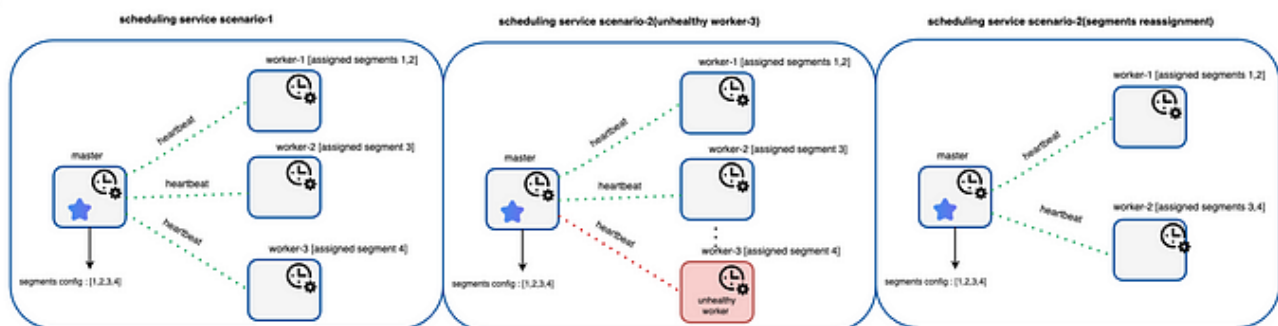 scheduling service scenario-1
worker-1 [assigned segments 1,2]
heartbeat
master
worker-2 [assigned segment 3]
heartbeat
heartbeat
worker-3 [assigned segment 4]
segments config : [1,2,3,4]
scheduling service scenario-2(unhealthy worker-3)
worker-1 [assigned segments 1,2]
heartbeat
master
worker-2 [assigned segment 3]
heartbeat
heartbeat
worker-3 [assigned segment 4]
segments config : [1,2,3,4]
unhealthy
worker
scheduling service scenario-2(segments reassignment)
worker-1 [assigned segments 1,2]
heartbeat
master
worker-2 [assigned segments 3,4]
heartbeat
segments config : [1,2,3,4]